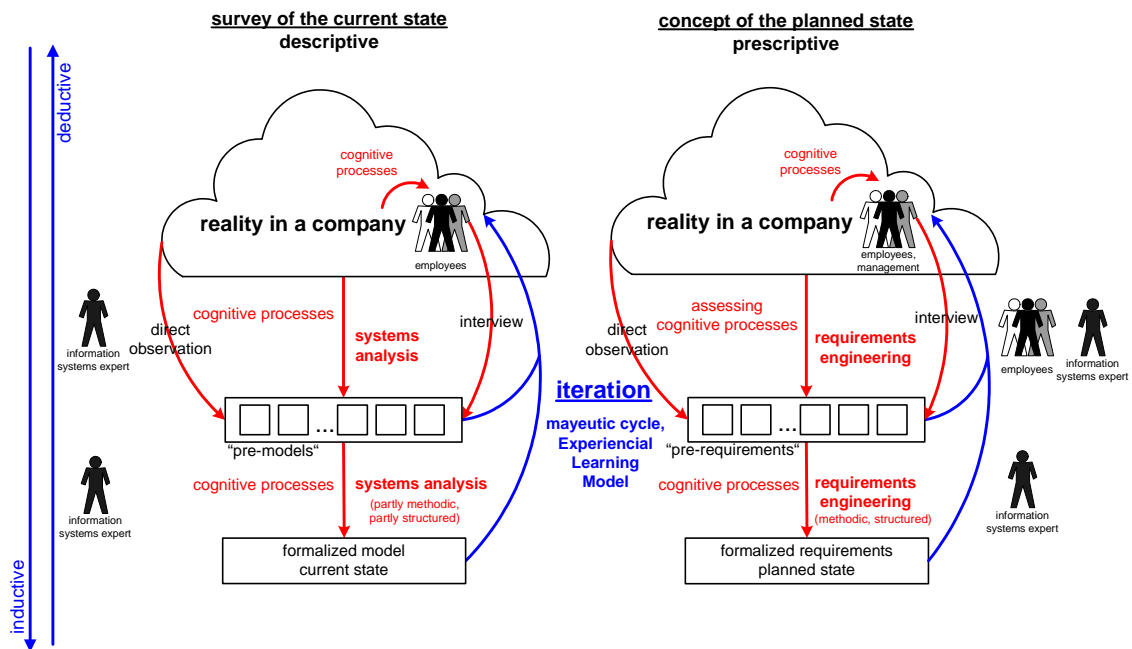 survey of the current state
descriptive
concept of the planned state
prescriptive
deductive
inductive
cognitive
processes
reality in a company
employees
cognitive processes
systems
analysis
direct
observation
interview
information
systems expert
...
"pre-models“
cognitive processes
systems analysis
(partly methodic,
partly structured)
information
systems expert
formalized model
current state
iteration
mayeutic cycle,
Experiencial
Learning
Model
cognitive
processes
reality in a company
employees,
management
assessing
cognitive processes
requirements
engineering
direct
observation
interview
employees
information
systems expert
...
"pre-requirements“
cognitive processes
requirements
engineering
(methodic, structured)
information
systems expert
formalized requirements
planned state